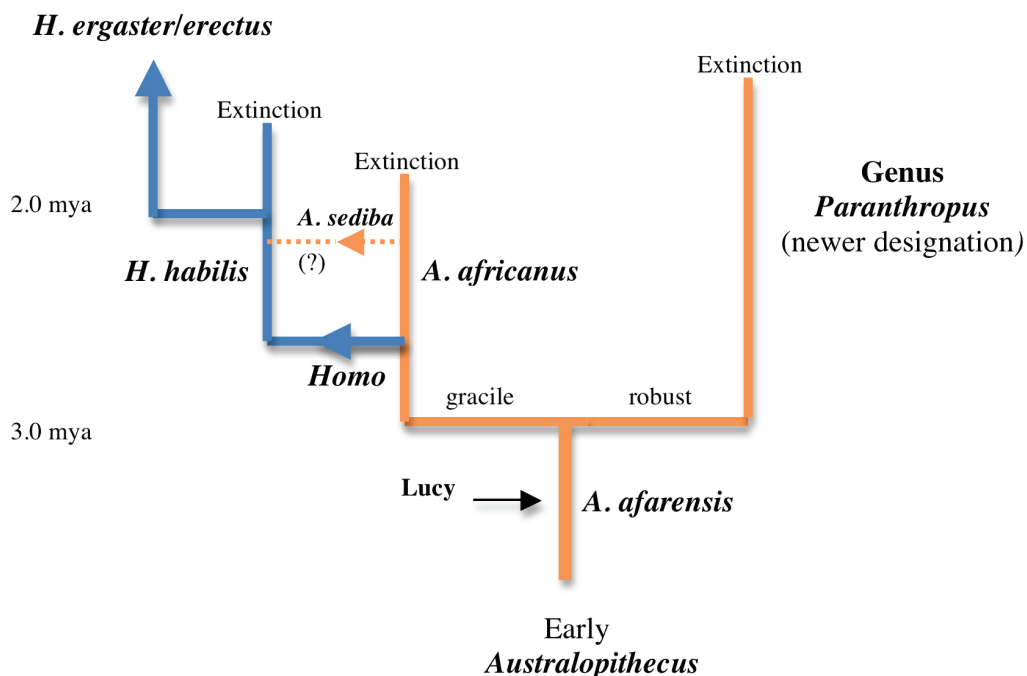 H. ergaster/erectus
Extinction
Extinction
Extinction
Genus
Paranthropus
(newer designation)
2.0 mya
A. sediba
(?)
H. habilis
A. africanus
Homo
gracile
robust
3.0 mya
Lucy
A. afarensis
Early
Australopithecus